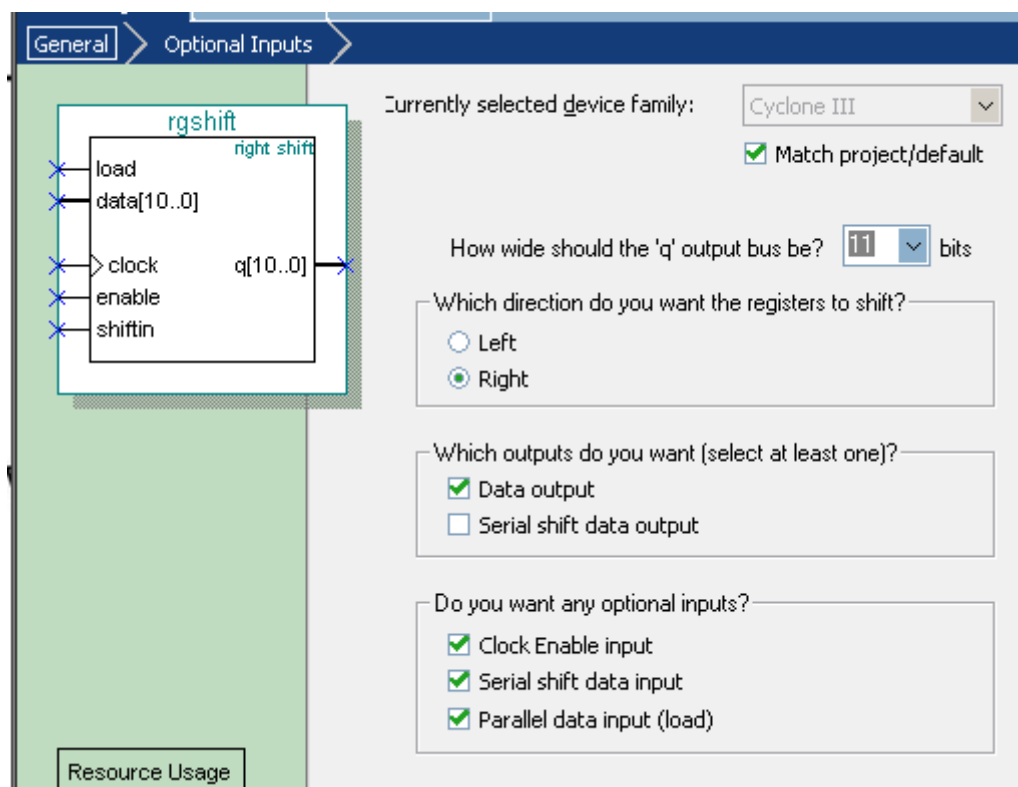 General
Optional Inputs
rgshift
right shift
load
data[10..0]
clock
q[10..0]
enable
shiftin
Resource Usage
Currently selected device family:
Cyclone III
Match project/default
How wide should the 'q' output bus be?
11
bits
Which direction do you want the registers to shift?
Left
Right
Which outputs do you want (select at least one)?
Data output
Serial shift data output
Do you want any optional inputs?
Clock Enable input
Serial shift data input
Parallel data input (load)